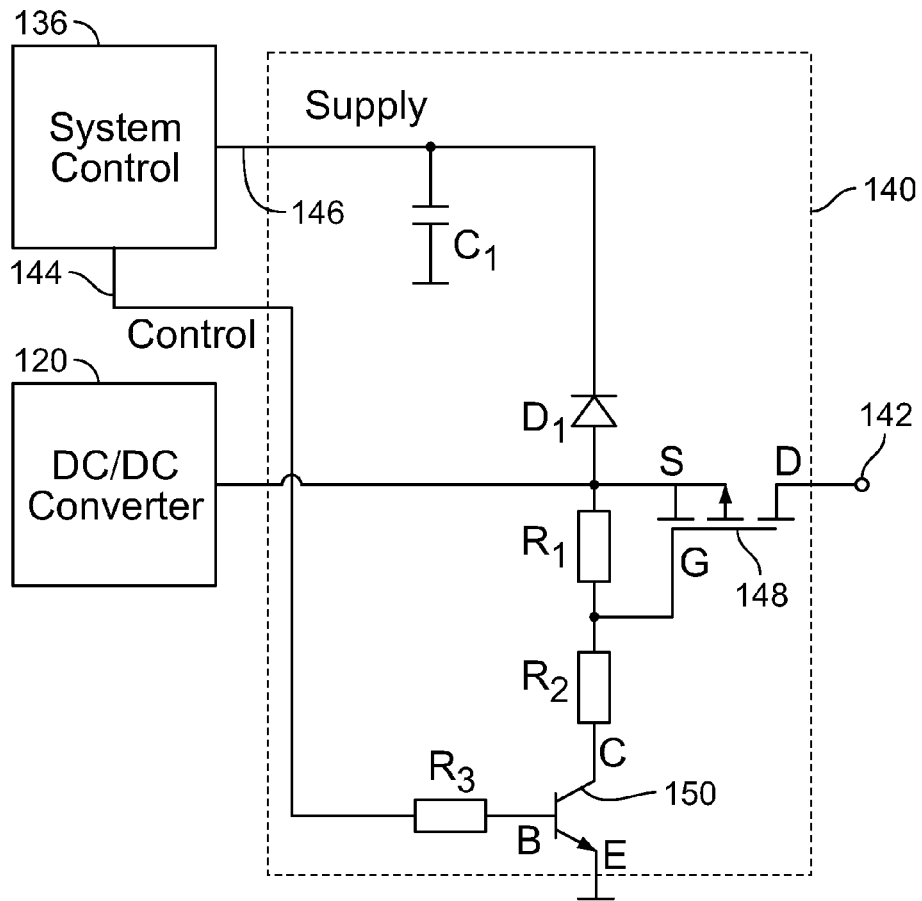 136
System
Control
Supply
146
140
C1
144
Control
120
DC/DC
Converter
D1
142
S
D
R1
G
148
R2
C
R3
150
B
E